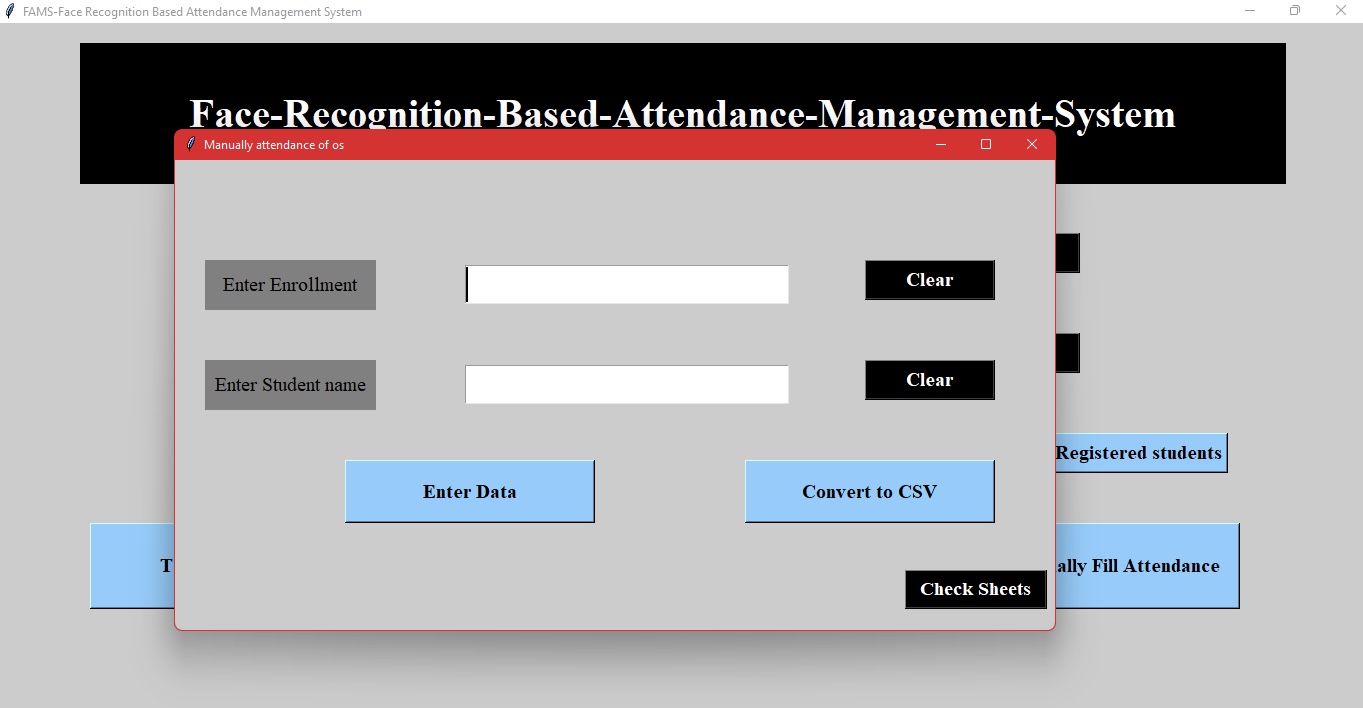 FAMS-Face Recognition Based Attendance Management System
Face-Recognition-Based-Attendance-Management-System
Manually attendance of os
Enter Enrollment
Clear
Enter Student name
Clear
Registered students
Enter Data
Convert to CSV
Fill Attendance
Check Sheets